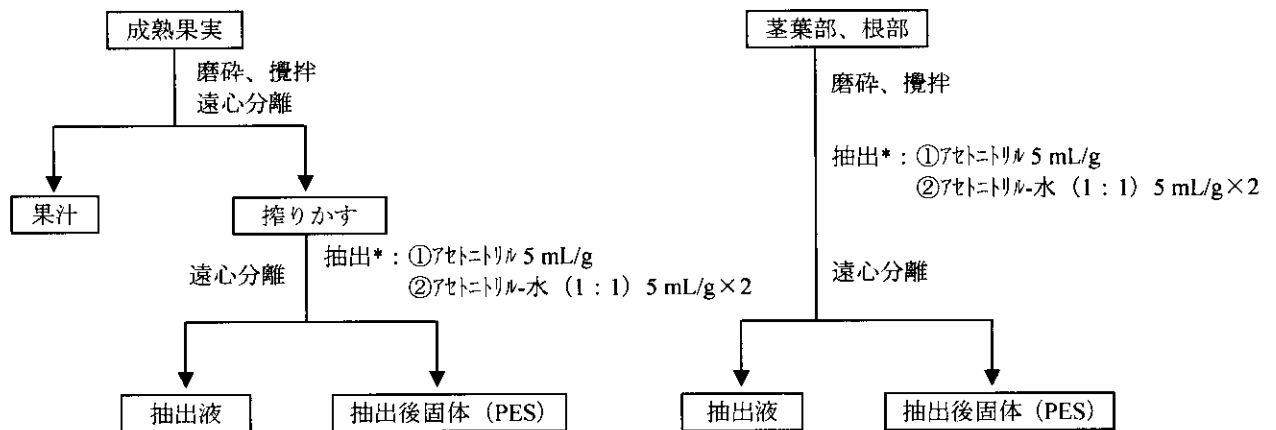 成熟果実
磨砕、攪拌
遠心分離
果汁
搾りかす
遠心分離
抽出*：①ｱｾﾄﾆﾄﾘﾙ 5 mL/g
②ｱｾﾄﾆﾄﾘﾙ-水（1：1）5 mL/g×2
抽出液
抽出後固体（PES）
茎葉部、根部
磨砕、攪拌
抽出*：①ｱｾﾄﾆﾄﾘﾙ 5 mL/g
②ｱｾﾄﾆﾄﾘﾙ-水（1：1）5 mL/g×2
遠心分離
抽出液
抽出後固体（PES）